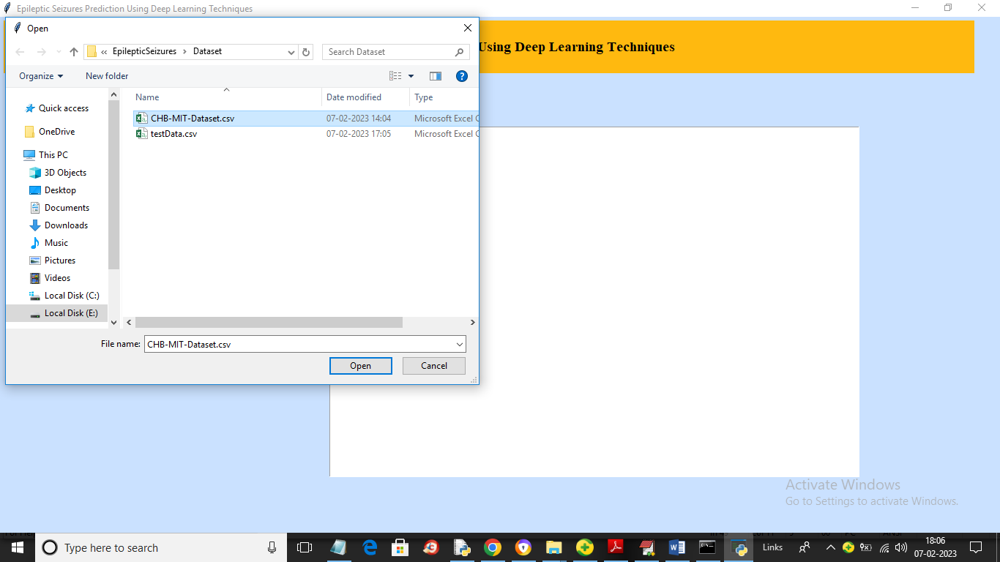 Epileptic Seizures Prediction Using Deep Learning Techniques
Open
Using Deep Learning Techniques
« EpilepticSeizures > Dataset
Search Dataset
Organize
New folder
Name
Date modified
Type
Quick access
OneDrive
This PC
3D Objects
Desktop
Documents
Downloads
Music
Pictures
Videos
Local Disk (C:)
Local Disk (E:)
CHB-MIT-Dataset.csv 07-02-2023 14:04 Microsoft Excel C
testData.csv 07-02-2023 17:05 Microsoft Excel C
File name: CHB-MIT-Dataset.csv
Open
Cancel
Activate Windows
Go to Settings to activate Windows.
Type here to search
Links
18:06
07-02-2023